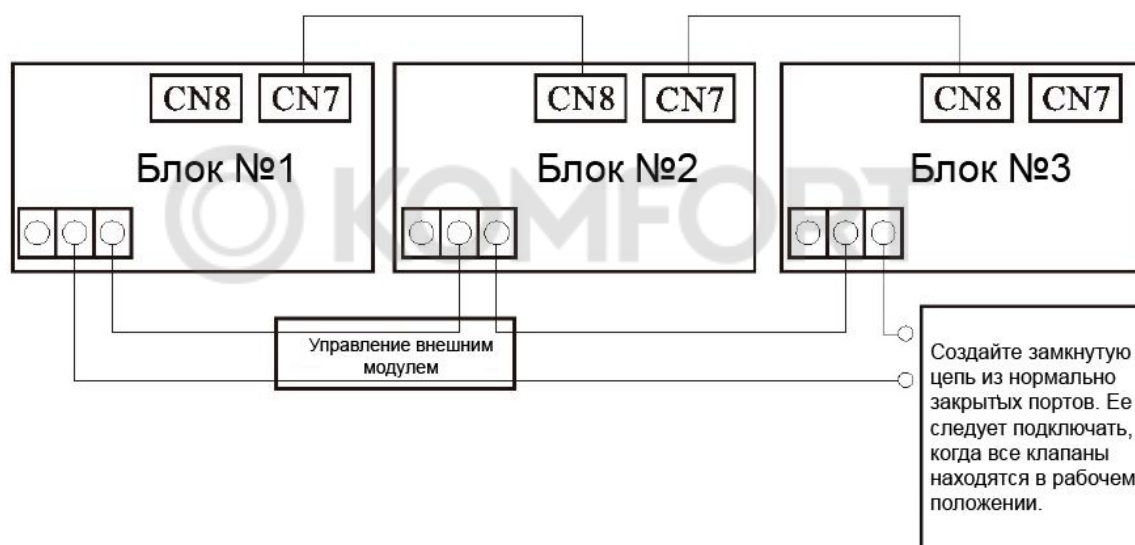 CN8 CN7 CN8 CN7 CN8 CN7
Блок №1 Блок №2 Блок №3
KOMFORT
Управление внешним
модулем
Создайте замкнутую
цепь из нормально
закрытых портов. Ее
следует подключать,
когда все клапаны
находятся в рабочем
положении.